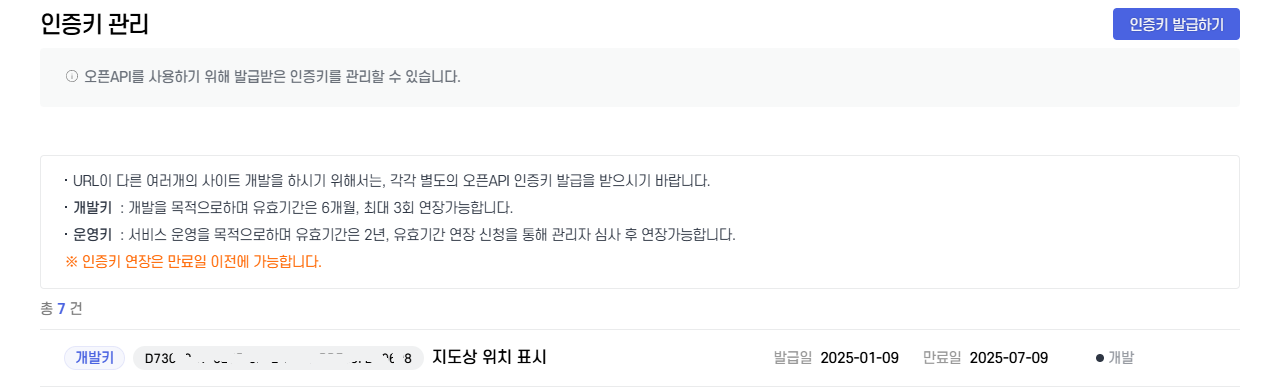 인증키 관리
인증키 발급하기
오픈API를 사용하기 위해 발급받은 인증키를 관리할 수 있습니다.
· URL이 다른 여러개의 사이트 개발을 하시기 위해서는, 각각 별도의 오픈API 인증키 발급을 받으시기 바랍니다.
· 개발키 : 개발을 목적으로하며 유효기간은 6개월, 최대 3회 연장가능합니다.
· 운영키 : 서비스 운영을 목적으로하며 유효기간은 2년, 유효기간 연장 신청을 통해 관리자 심사 후 연장가능합니다.
※ 인증키 연장은 만료일 이전에 가능합니다.
총 7 건
개발키 지도상 위치 표시 발급일 2025-01-09 만료일 2025-07-09 개발